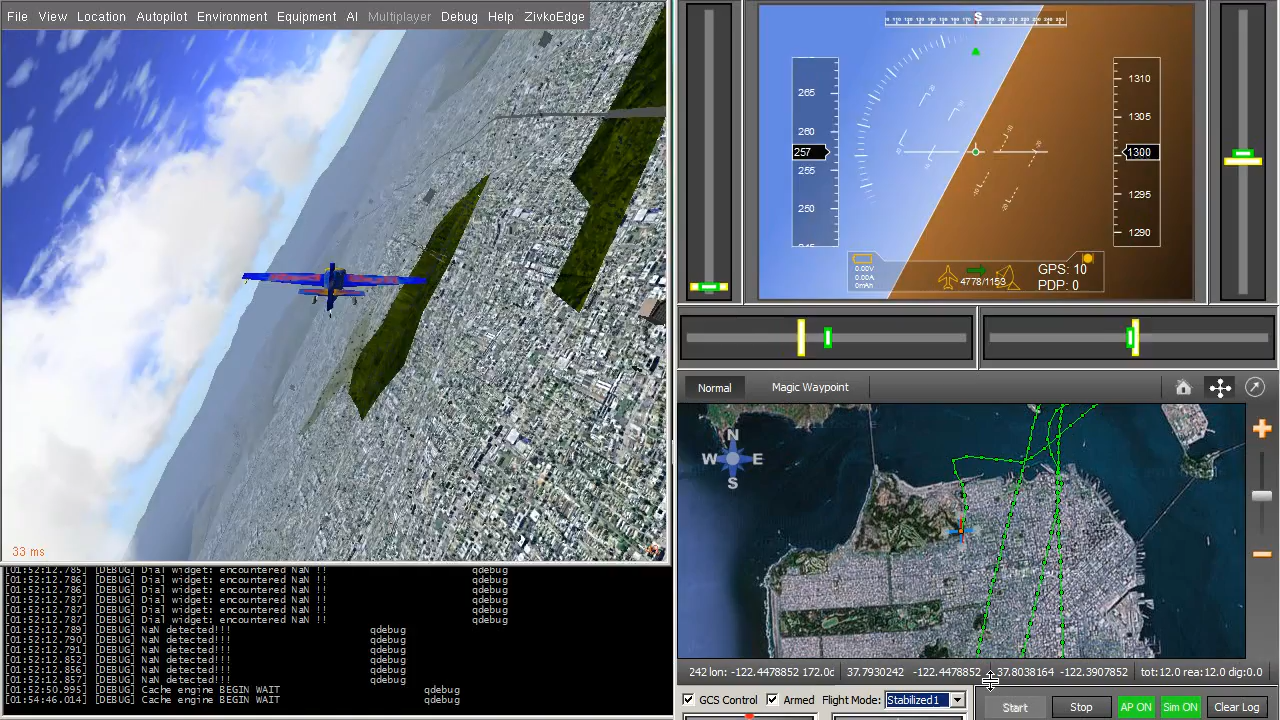 File View Location Autopilot Environment Equipment AI Multiplayer Debug Help ZivkoEdge
33 ms
[01:52:12.785] [DEBUG] Dial widget: encountered NaN !! qdebug
[01:52:12.786] [DEBUG] Dial widget: encountered NaN !! qdebug
[01:52:12.786] [DEBUG] Dial widget: encountered NaN !! qdebug
[01:52:12.787] [DEBUG] Dial widget: encountered NaN !! qdebug
[01:52:12.787] [DEBUG] Dial widget: encountered NaN !! qdebug
[01:52:12.787] [DEBUG] Dial widget: encountered NaN !! qdebug
[01:52:12.789] [DEBUG] NaN detected!!! qdebug
[01:52:12.790] [DEBUG] NaN detected!!! qdebug
[01:52:12.791] [DEBUG] NaN detected!!! qdebug
[01:52:12.852] [DEBUG] NaN detected!!! qdebug
[01:52:12.856] [DEBUG] NaN detected!!! qdebug
[01:52:12.857] [DEBUG] NaN detected!!! qdebug
[01:52:50.995] [DEBUG] Cache engine BEGIN WAIT qdebug
[01:54:46.014] [DEBUG] Cache engine BEGIN WAIT qdebug
S
265
260
257
255
250
1310
1305
1300
1295
1290
0.00V
0.00A
0mAh
4778/1153
GPS: 10
PDP: 0
Normal Magic Waypoint
N
W E
S
242 lon: -122.4478852 172.0c 37.7930242 -122.4478852 37.8038164 -122.3907852 tot:12.0 rea:12.0 dig:0.0
GCS Control Armed Flight Mode: Stabilized1
Start Stop AP ON Sim ON Clear Log